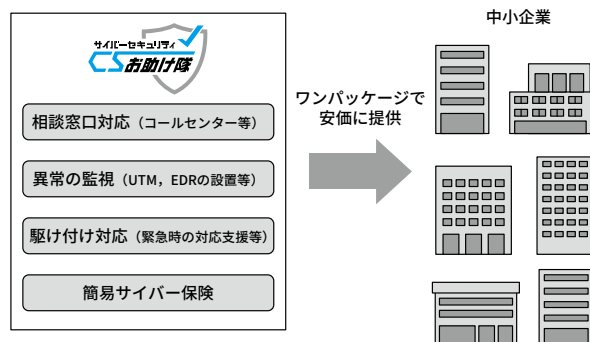 サイバーセキュリティ
CSお助け隊
相談窓口対応（コールセンター等）
異常の監視（UTM，EDRの設置等）
駆け付け対応（緊急時の対応支援等）
簡易サイバー保険
ワンパッケージで
安価に提供
中小企業